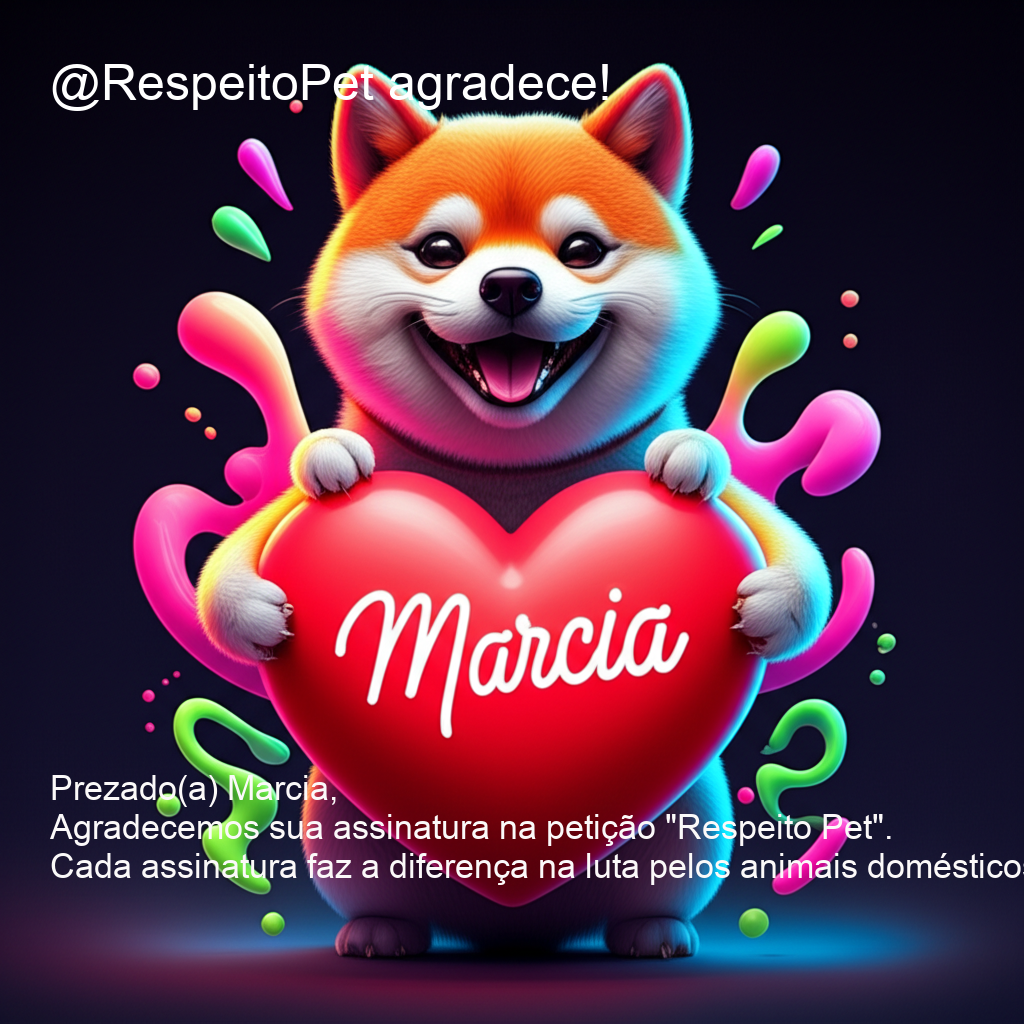 @RespeitoPet agradece!
Marcia
Prezado(a) Marcia,
Agradecemos sua assinatura na petição "Respeito Pet".
Cada assinatura faz a diferença na luta pelos animais doméstico